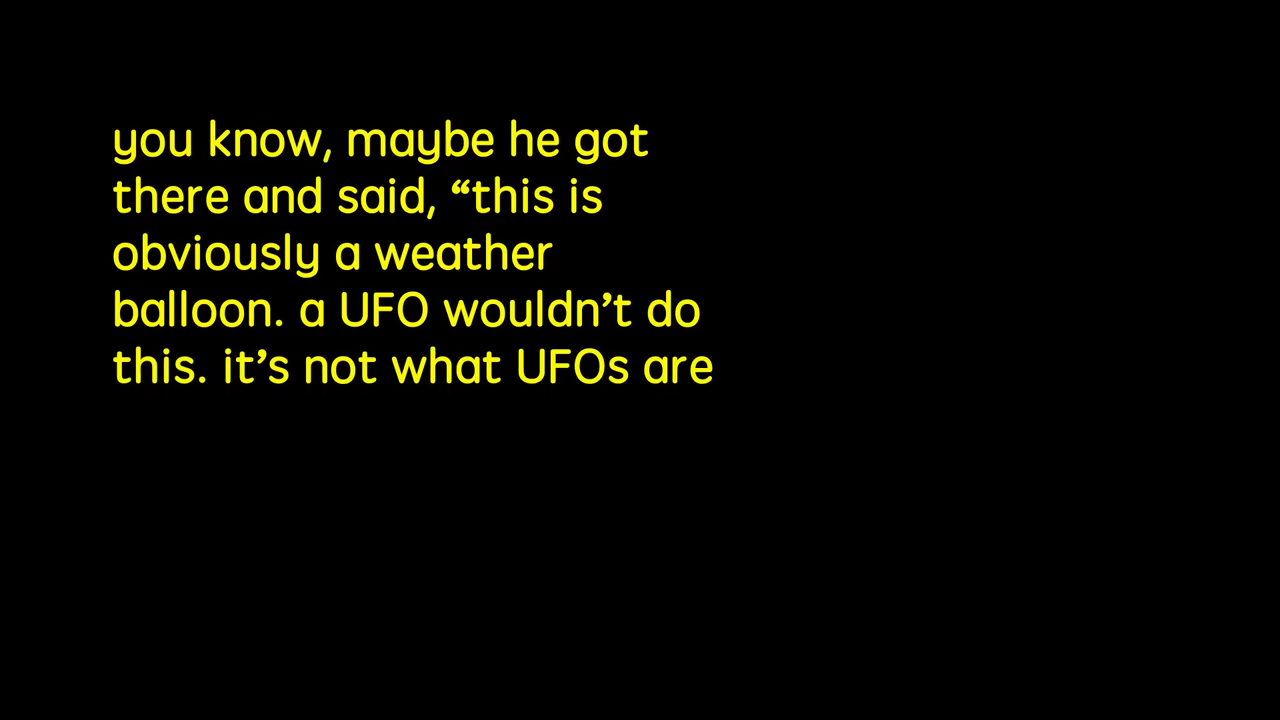 you know, maybe he got
there and said, “this is
obviously a weather
balloon. a UFO wouldn’t do
this. it’s not what UFOs are